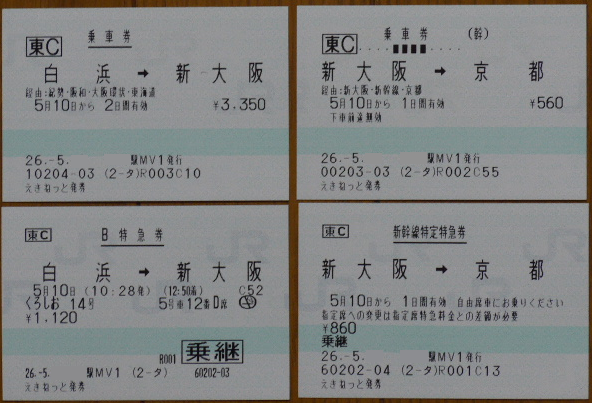 東C 乗車券
白浜 → 新大阪
経由:紀勢・阪和・大阪環状・東海道
5月10日から 2日間有効 ¥3,350
26.-5. 駅MV1発行
10204-03 (2-タ)R003C10
えきねっと発券
東C 乗車券 (幹)
新大阪 → 京都
経由:新大阪・新幹線・京都
5月10日から 1日間有効 ¥560
下車前途無効
26.-5. 駅MV1発行
00203-03 (2-タ)R002C55
えきねっと発券
東C B特急券
白浜 → 新大阪
5月10日 (10:28発) (12:50着) C52
くろしお 14号 5号車 12番D席
¥1,120
R001 乗継
26.-5. 駅MV1 (2-タ) 60202-03
えきねっと発券
東C 新幹線特定特急券
新大阪 → 京都
5月10日から 1日間有効 自由席車にお乗りください
指定席への変更は指定席特急料金との差額が必要
¥860
乗継
26.-5. 駅MV1発行
60202-04 (2-タ)R001C13
えきねっと発券